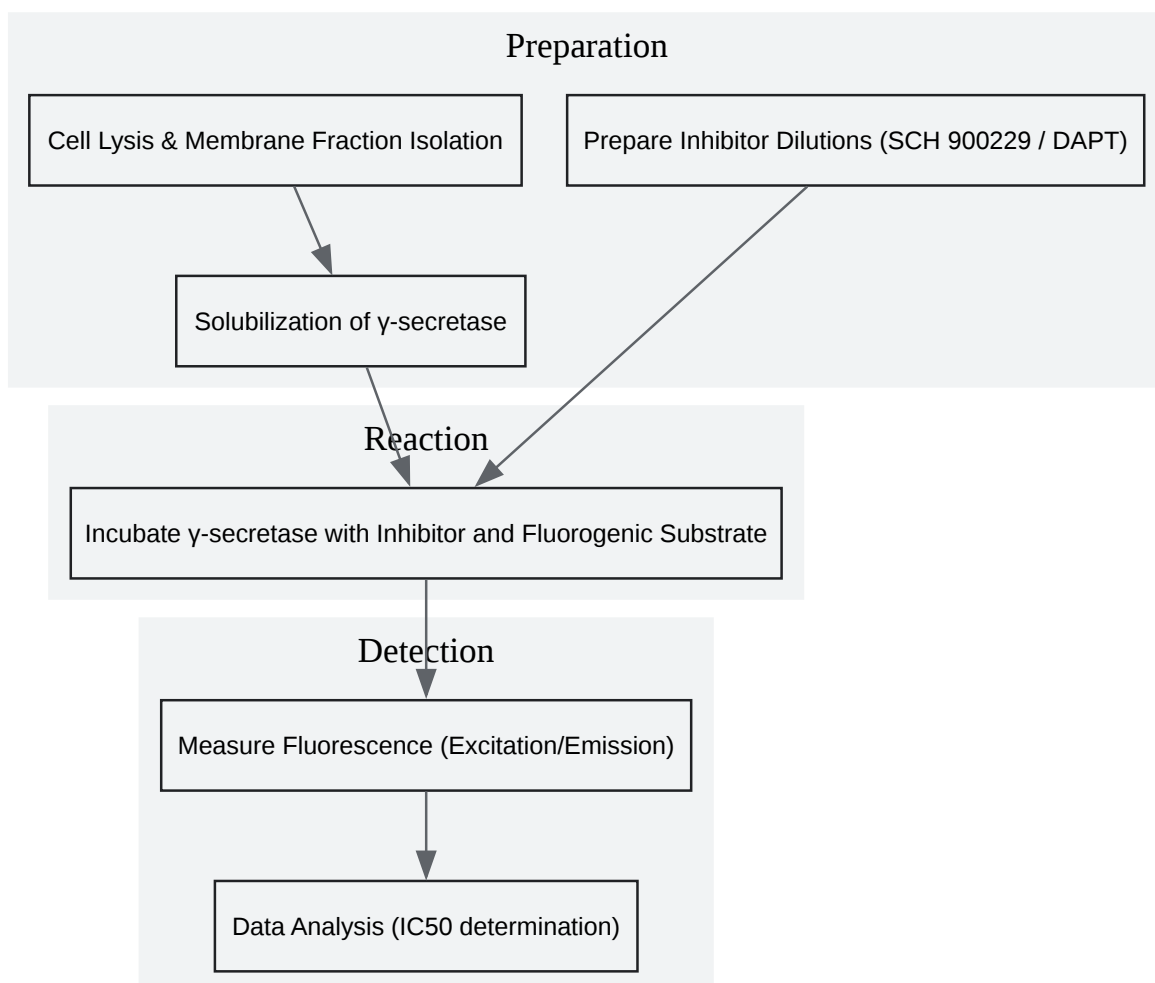 Preparation
Cell Lysis & Membrane Fraction Isolation
Prepare Inhibitor Dilutions (SCH 900229 / DAPT)
Solubilization of γ-secretase
Reaction
Incubate γ-secretase with Inhibitor and Fluorogenic Substrate
Detection
Measure Fluorescence (Excitation/Emission)
Data Analysis (IC50 determination)